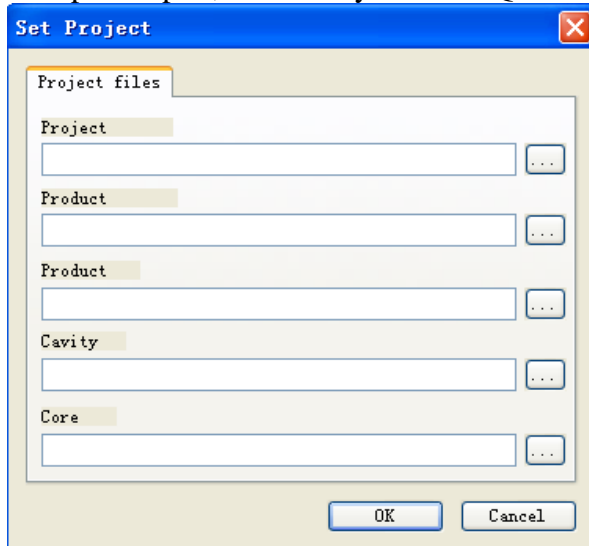 Set Project
Project files
Project
...
Product
...
Product
...
Cavity
...
Core
...
OK Cancel